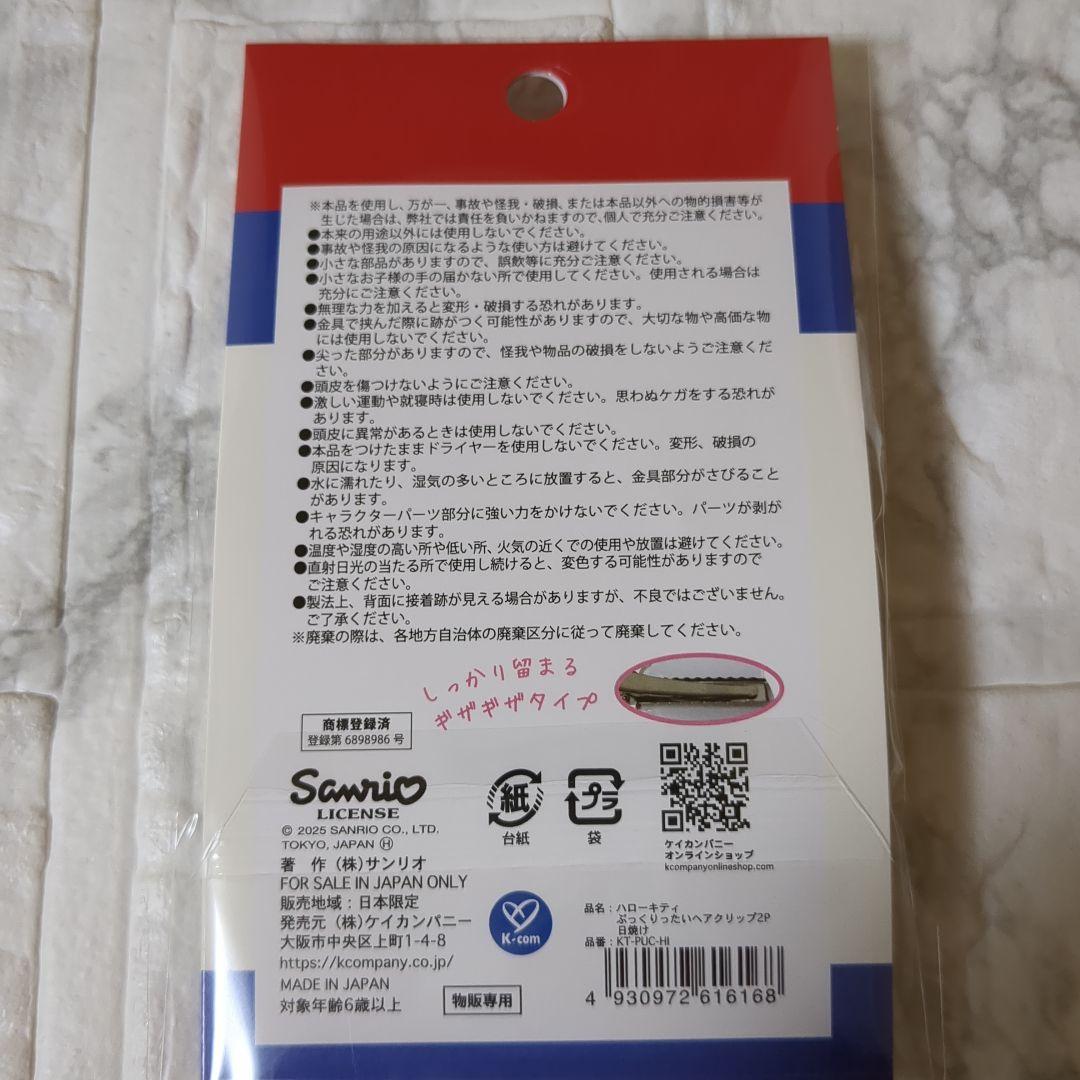 ※本品を使用し、万が一、事故や怪我・破損、または本品以外への物的損害等が
生じた場合は、弊社では責任を負いかねますので、個人で充分ご注意ください。
●本来の用途以外には使用しないでください。
●事故や怪我の原因になるような使い方は避けてください。
●小さな部品がありますので、誤飲等に充分ご注意ください。
●小さなお子様の手の届かない所で使用してください。使用される場合は
充分にご注意ください。
●無理な力を加えると変形・破損する恐れがあります。
●金具で挟んだ際に跡がつく可能性がありますので、大切な物や高価な物
には使用しないでください。
●尖った部分がありますので、怪我や物品の破損をしないようご注意くだ
さい。
●頭皮を傷つけないようにご注意ください。
●激しい運動や就寝時は使用しないでください。思わぬケガをする恐れが
あります。
●頭皮に異常があるときは使用しないでください。
●本品をつけたままドライヤーを使用しないでください。変形、破損の
原因になります。
●水に濡れたり、湿気の多いところに放置すると、金具部分がさびること
があります。
●キャラクターパーツ部分に強い力をかけないでください。パーツが剥が
れる恐れがあります。
●温度や湿度の高い所や低い所、火気の近くでの使用や放置は避けてください。
●直射日光の当たる所で使用し続けると、変色する可能性がありますので
ご注意ください。
●製法上、背面に接着跡が見える場合がありますが、不良ではございません。
ご了承ください。
※廃棄の際は、各地方自治体の廃棄区分に従って廃棄してください。
しっかり留まる
ギザギザタイプ
商標登録済
登録第6898986号
Sanrio
LICENSE
© 2025 SANRIO CO., LTD.
TOKYO, JAPAN Ⓗ
著 作 (株)サンリオ
FOR SALE IN JAPAN ONLY
販売地域:日本限定
発売元 (株)ケイカンパニー
大阪市中央区上町1-4-8
https://kcompany.co.jp/
MADE IN JAPAN
対象年齢6歳以上
物販専用
紙
台紙
プラ
袋
K-com
ケイカンパニー
オンラインショップ
kcompanyonlineshop.com
品名:ハローキティ
ぷっくりったいヘアクリップ2P
日焼け
品番:KT-PUC-HI
4 930972 616168